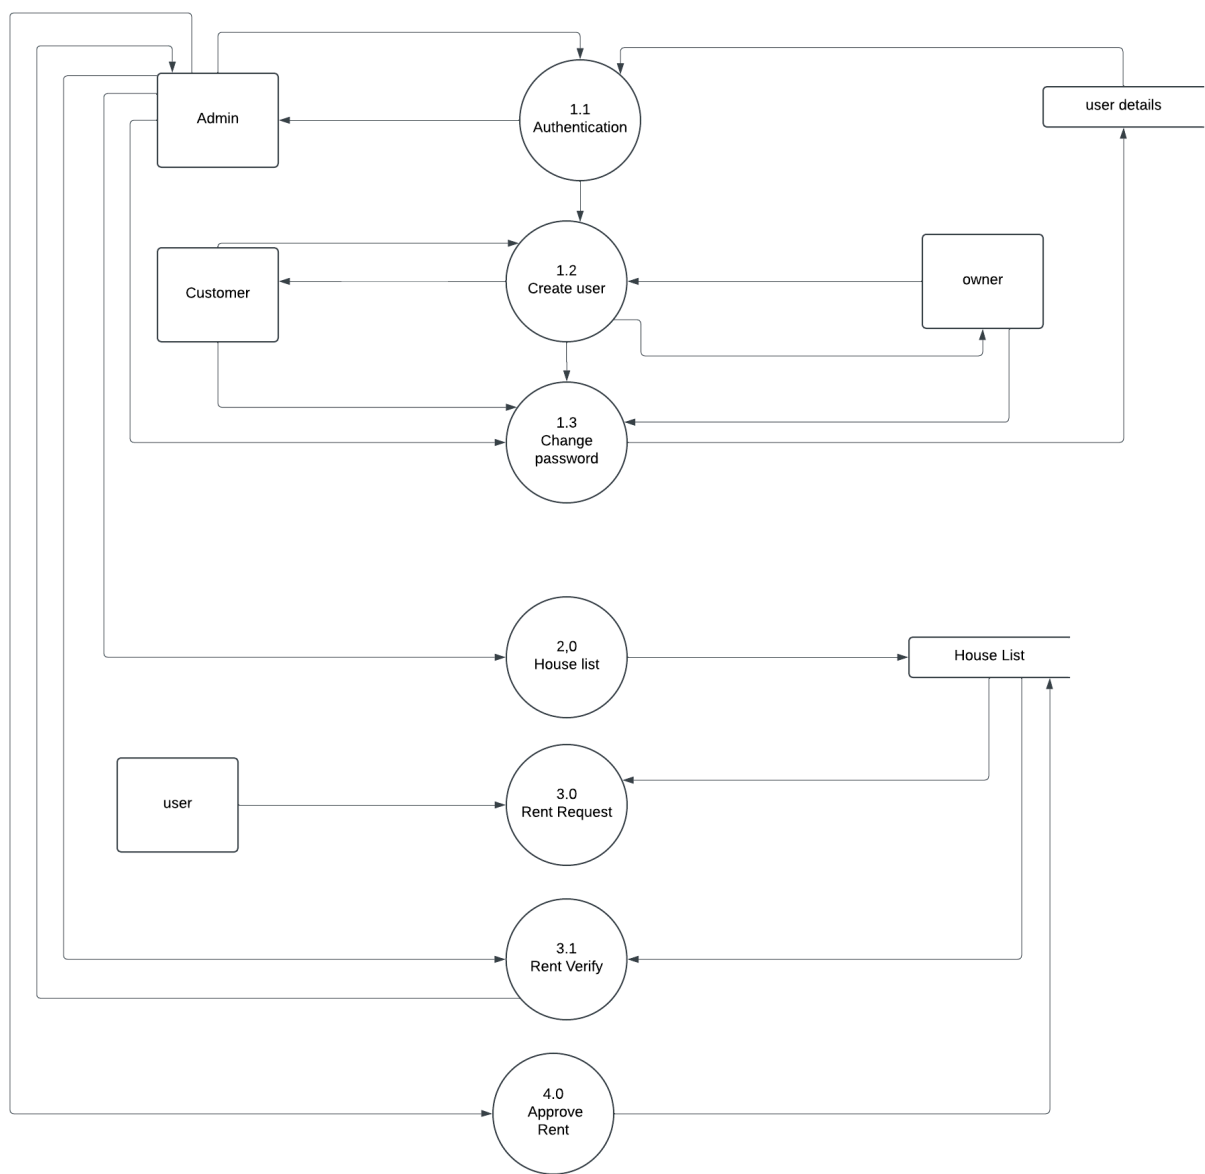 1.1
Authentication
Admin
user details
1.2
Create user
Customer
owner
1.3
Change
password
2,0
House list
House List
3.0
Rent Request
user
3.1
Rent Verify
4.0
Approve
Rent